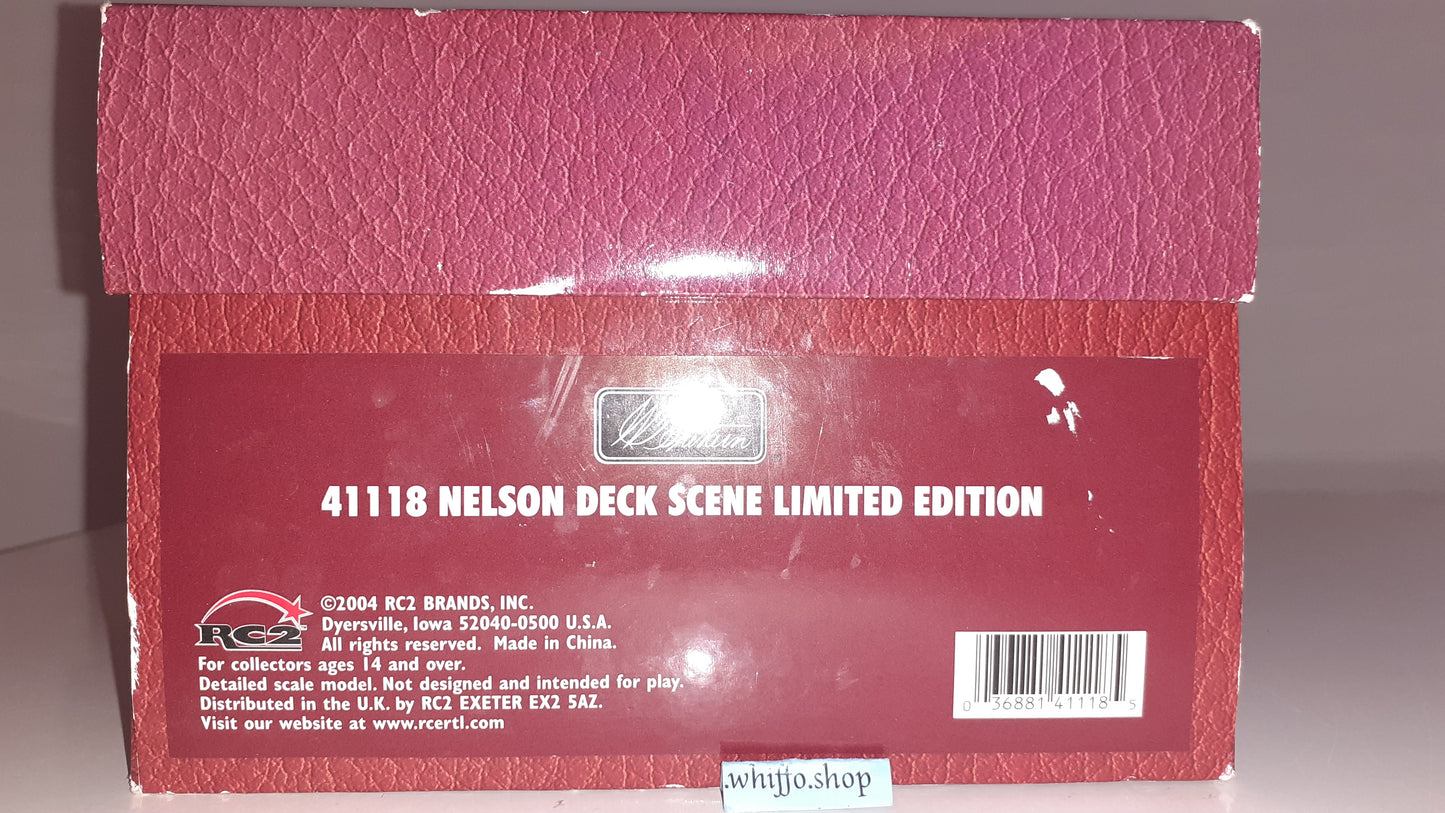 41118 NELSON DECK SCENE LIMITED EDITION
RC2
©2004 RC2 BRANDS, INC.
Dyersville, Iowa 52040-0500 U.S.A.
All rights reserved. Made in China.
For collectors ages 14 and over.
Detailed scale model. Not designed and intended for play.
Distributed in the U.K. by RC2 EXETER EX2 5AZ.
Visit our website at www.rcertl.com
0 36881 41118 5
.whiffo.shop